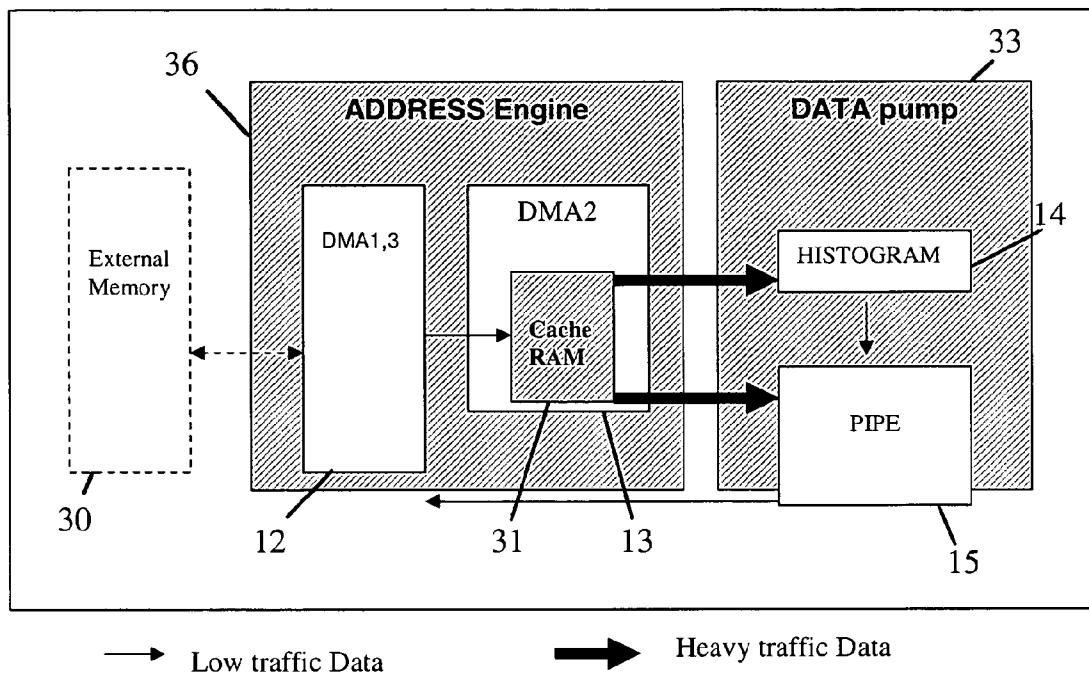 33
36
ADDRESS Engine
DATA pump
DMA2
14
DMA1,3
HISTOGRAM
External
Memory
Cache
RAM
PIPE
30
12
31
13
15
Low traffic Data
Heavy traffic Data